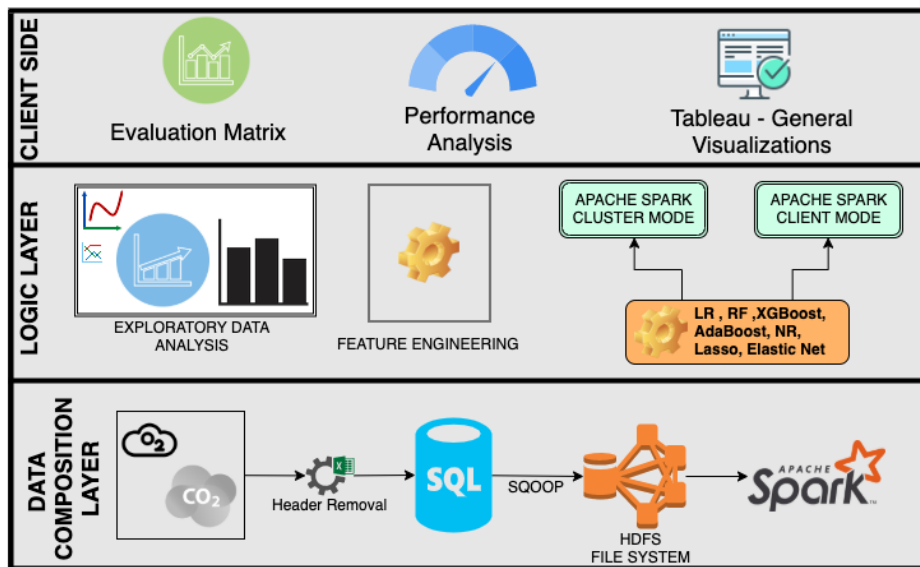 CLIENT SIDE
Evaluation Matrix
Performance
Analysis
Tableau - General
Visualizations
LOGIC LAYER
EXPLORATORY DATA
ANALYSIS
FEATURE ENGINEERING
APACHE SPARK
CLUSTER MODE
APACHE SPARK
CLIENT MODE
LR , RF ,XGBoost,
AdaBoost, NR,
Lasso, Elastic Net
DATA
COMPOSITION
LAYER
O2
CO2
X
Header Removal
SQL
SQOOP
HDFS
FILE SYSTEM
APACHE
Spark™